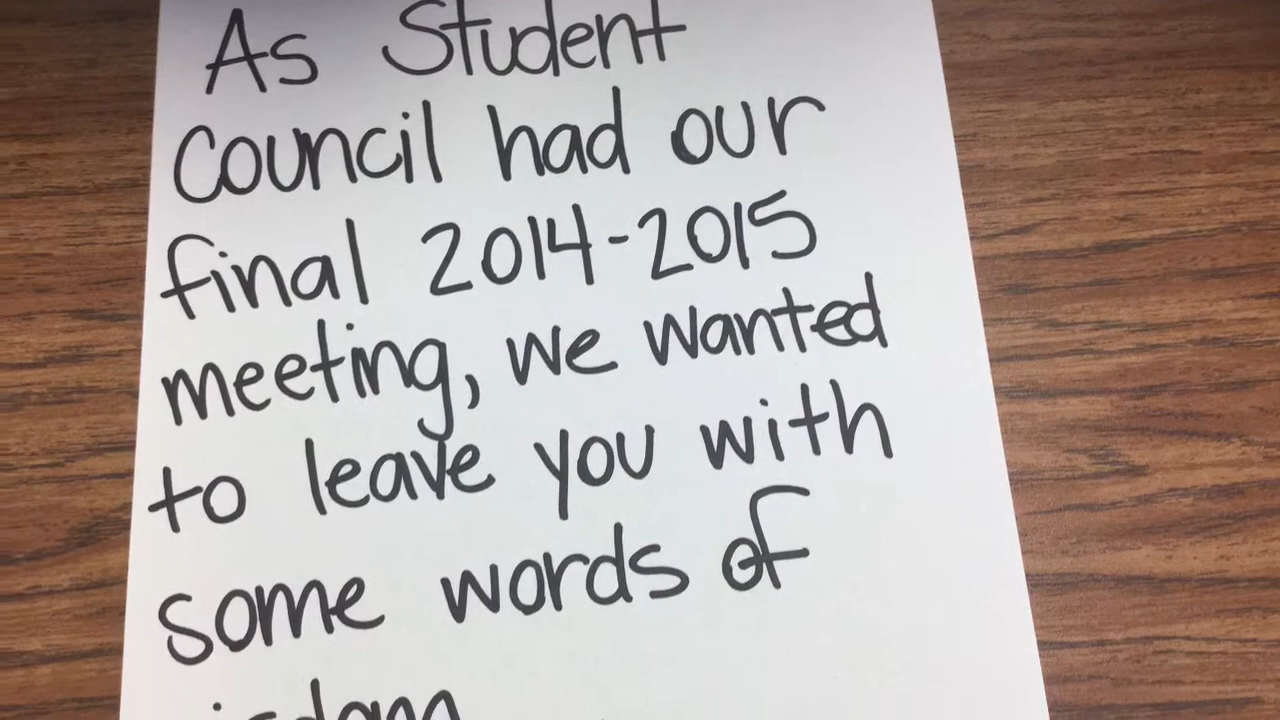 As Student
Council had our
final 2014-2015
meeting, we wanted
to leave you with
some words of